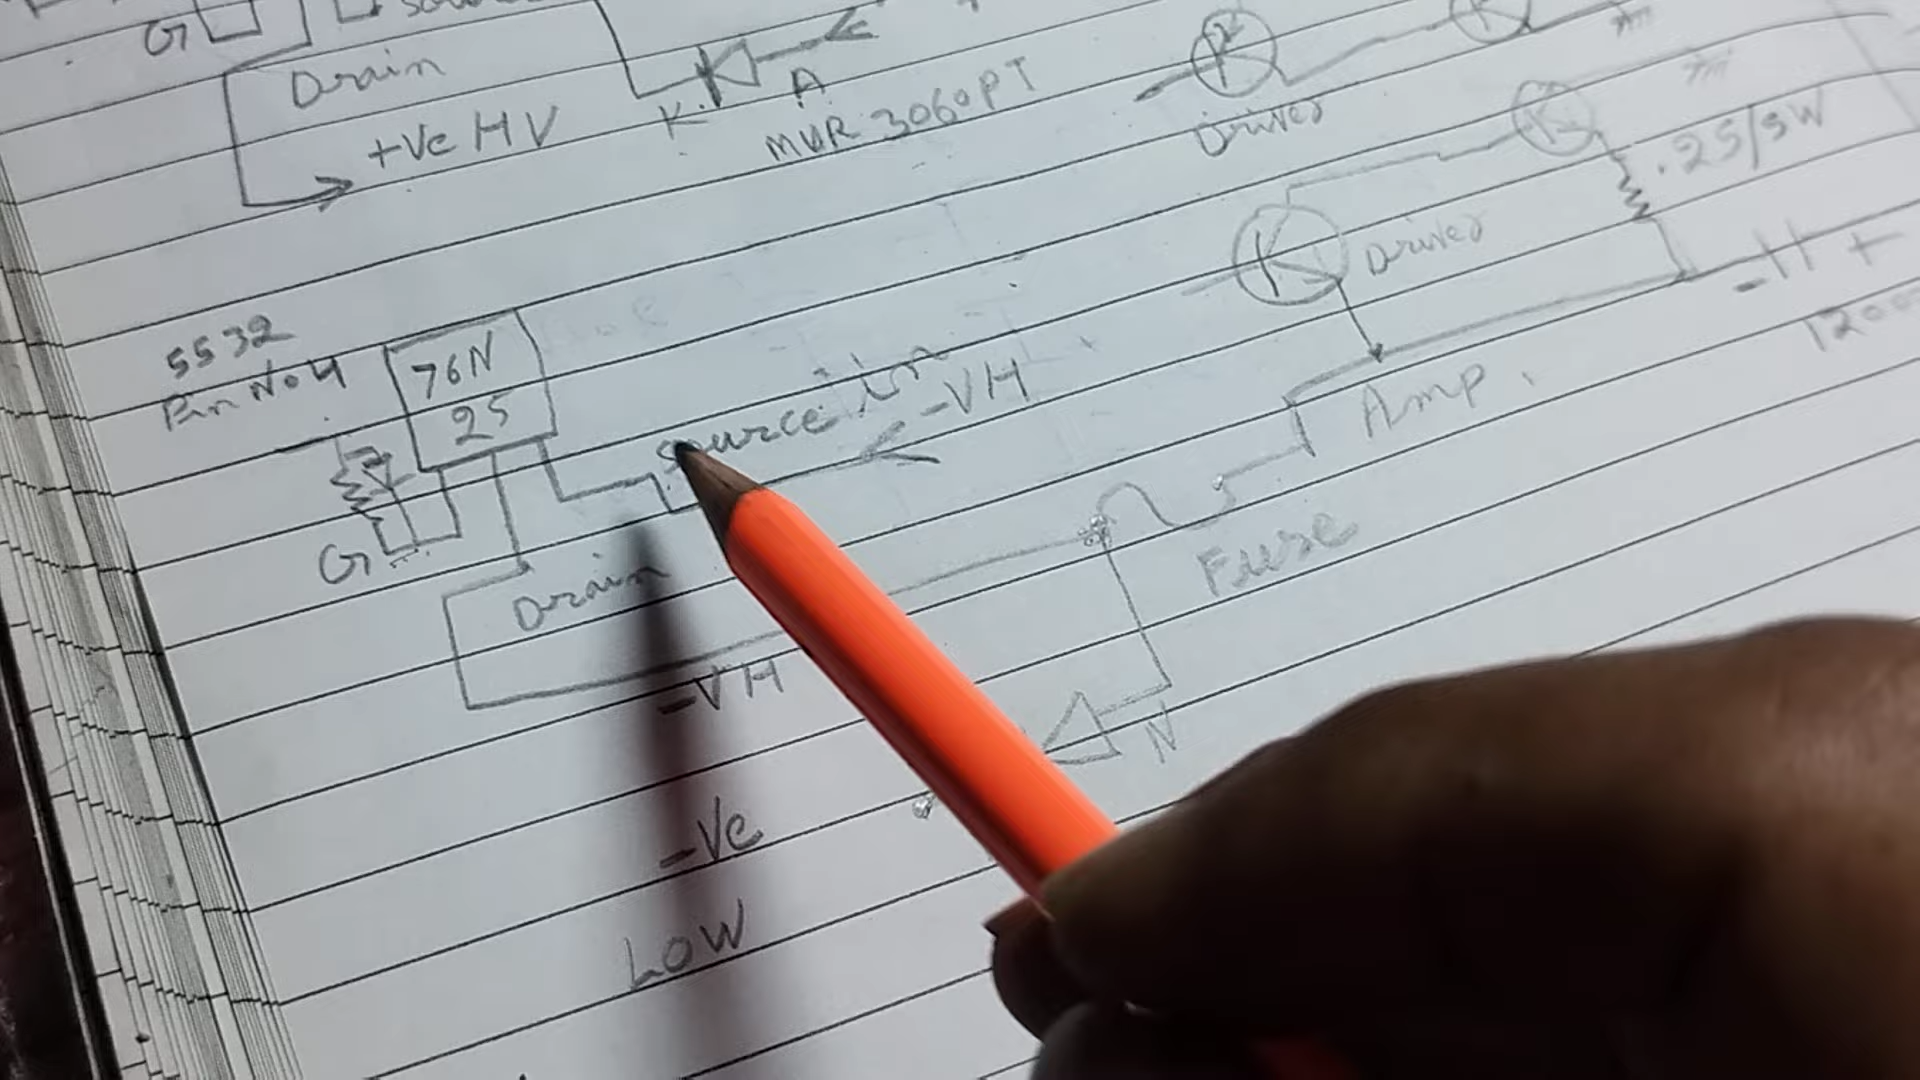 G
Drain
+Ve HV
K
A
MUR 3060PT
Driver
.25/5W
Driver
- +
5532
Pin No 4
76N
25
source in
-VH
Amp.
G
Drain
Fuse
-VH
N
-Ve
LOW